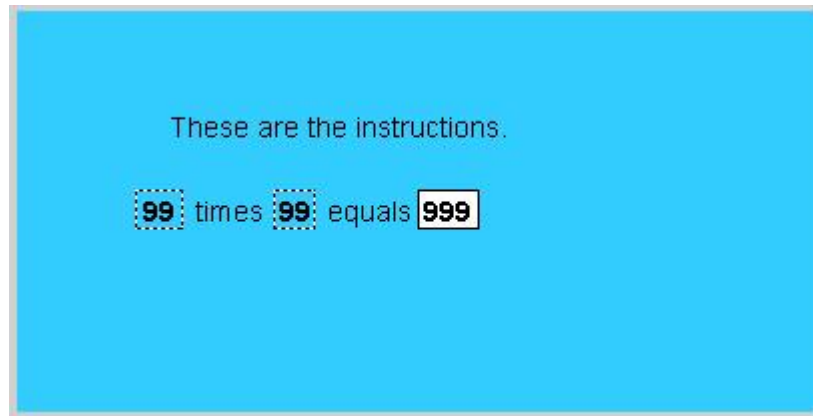 These are the instructions.
99 times 99 equals 999